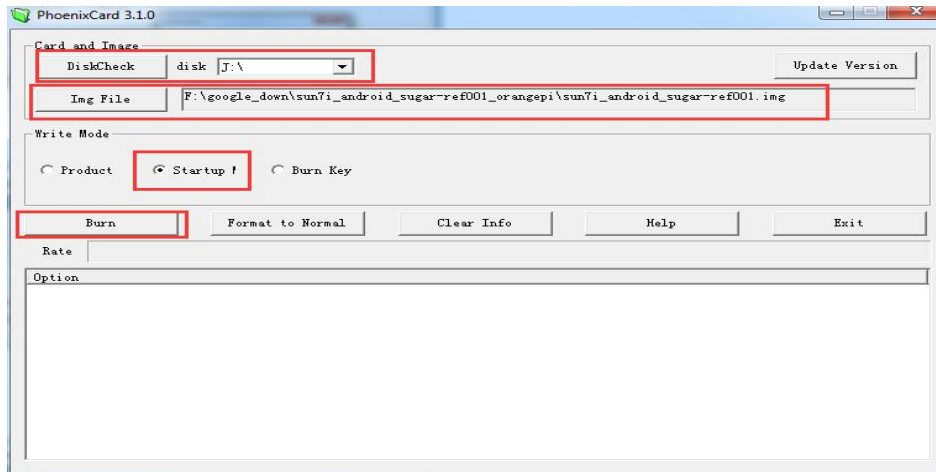 PhoenixCard 3.1.0
Card and Image
DiskCheck disk J:\ Update Version
Img File F:\google_down\sun7i_android_sugar-ref001_orangepi\sun7i_android_sugar-ref001.img
Write Mode
Product Startup Burn Key
Burn Format to Normal Clear Info Help Exit
Rate
Option